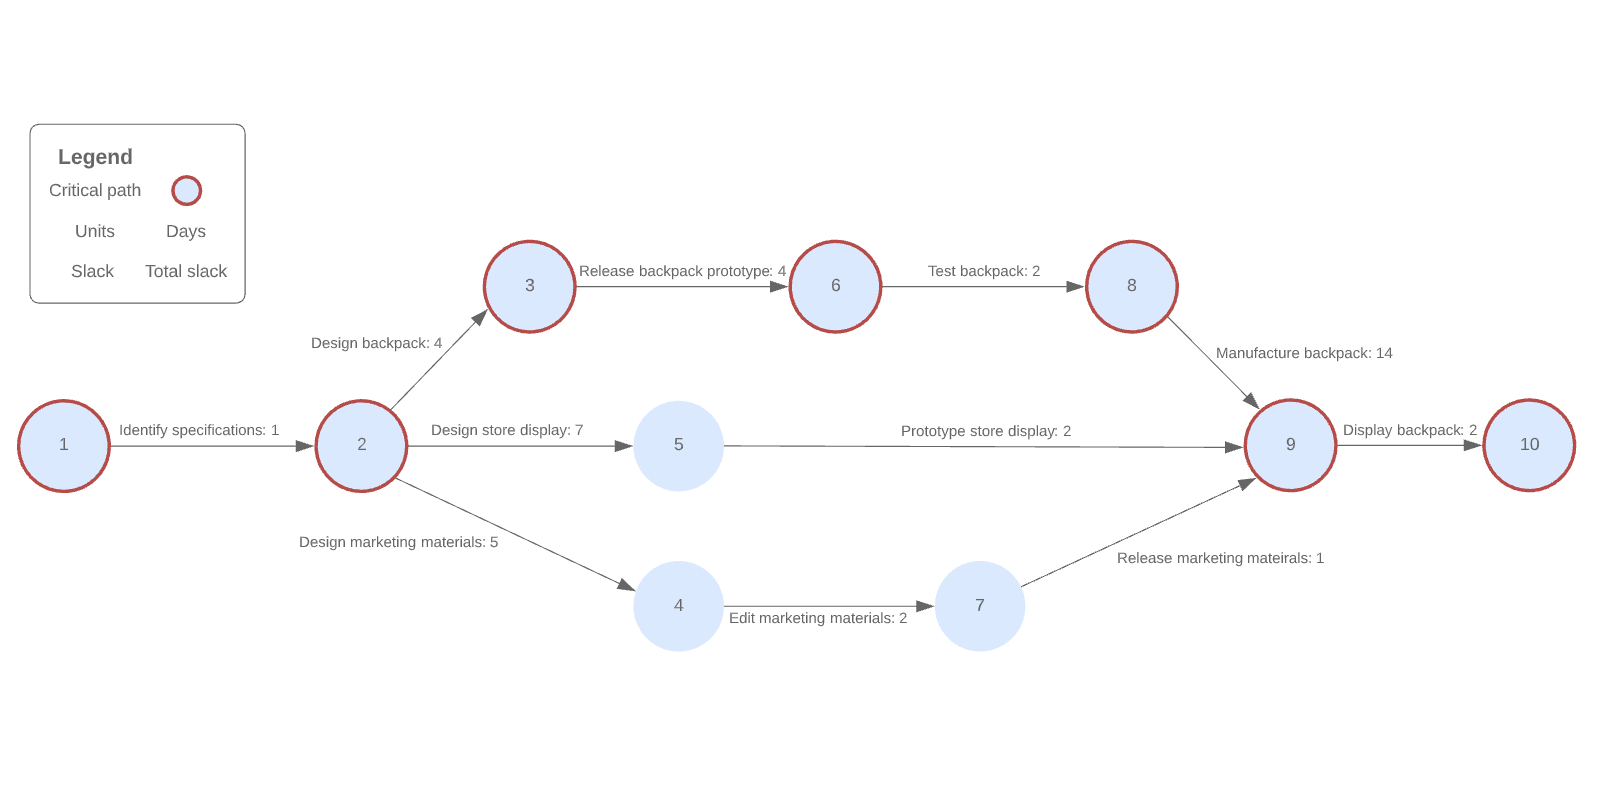 Legend
Critical path
Units Days
Slack Total slack
3
Release backpack prototype: 4
6
Test backpack: 2
8
Design backpack: 4
Manufacture backpack: 14
1
Identify specifications: 1
2
Design store display: 7
5
Prototype store display: 2
9
Display backpack: 2
10
Design marketing materials: 5
Release marketing mateirals: 1
4
Edit marketing materials: 2
7